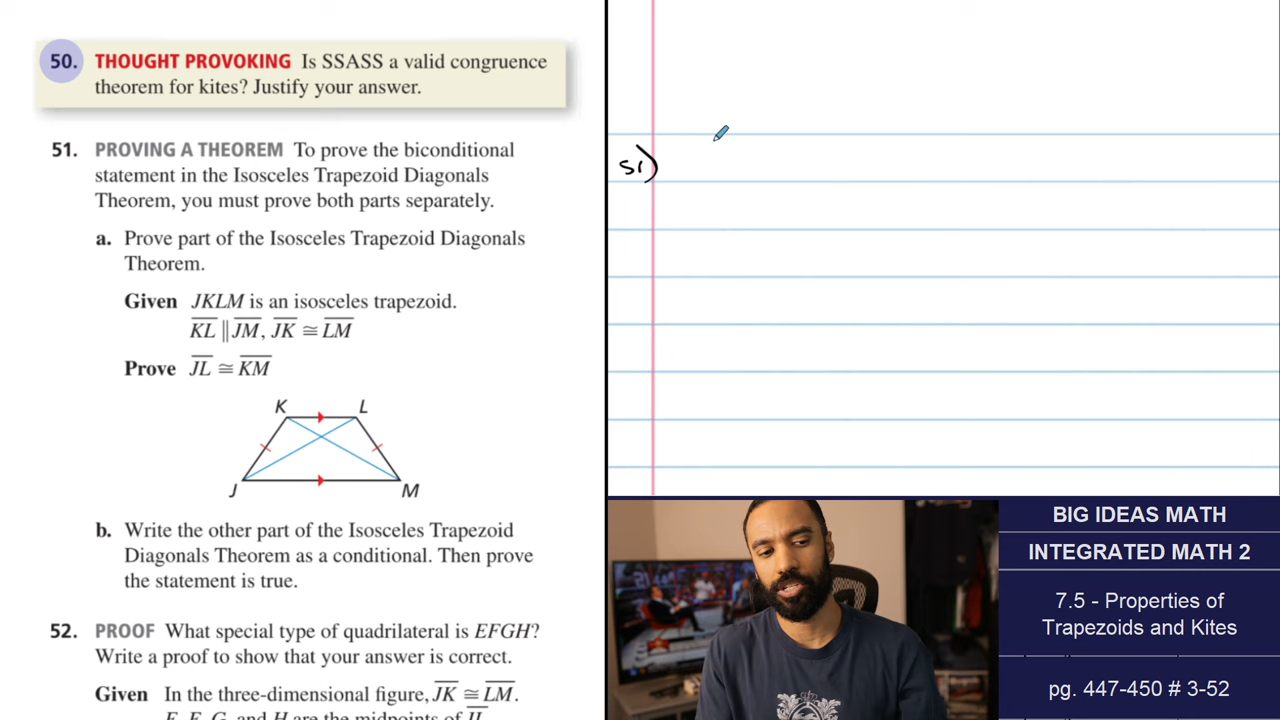 50. THOUGHT PROVOKING Is SSASS a valid congruence
theorem for kites? Justify your answer.
51. PROVING A THEOREM To prove the biconditional
statement in the Isosceles Trapezoid Diagonals
Theorem, you must prove both parts separately.
a. Prove part of the Isosceles Trapezoid Diagonals
Theorem.
Given JKLM is an isosceles trapezoid.
KL ∥ JM, JK ≅ LM
Prove JL ≅ KM
K L
J M
b. Write the other part of the Isosceles Trapezoid
Diagonals Theorem as a conditional. Then prove
the statement is true.
52. PROOF What special type of quadrilateral is EFGH?
Write a proof to show that your answer is correct.
Given In the three-dimensional figure, JK ≅ LM.
E, F, G, and H are the midpoints of JL
51)
BIG IDEAS MATH
INTEGRATED MATH 2
7.5 - Properties of
Trapezoids and Kites
pg. 447-450 # 3-52